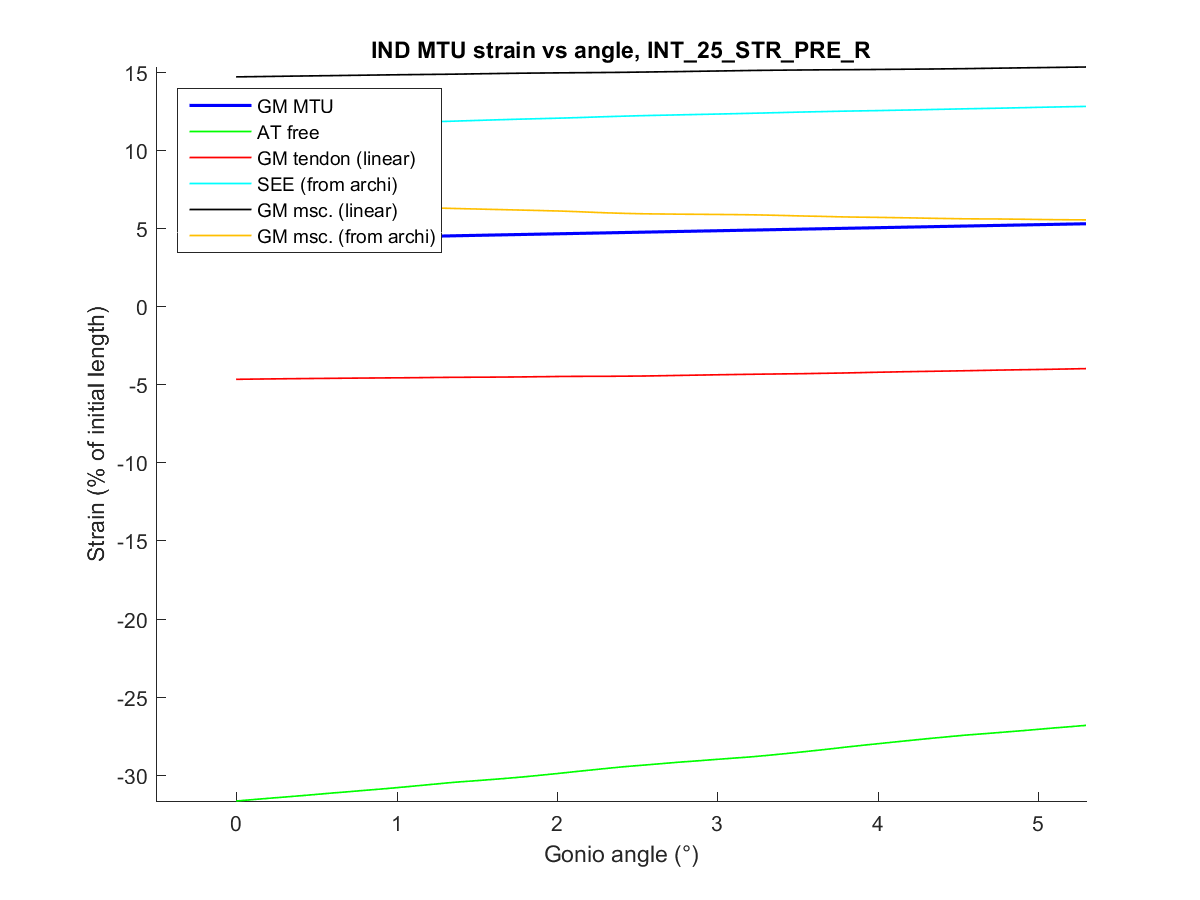 IND MTU strain vs angle, INT_25_STR_PRE_R
15
10
5
0
-5
-10
-15
-20
-25
-30
Strain (% of initial length)
GM MTU
AT free
GM tendon (linear)
SEE (from archi)
GM msc. (linear)
GM msc. (from archi)
0 1 2 3 4 5
Gonio angle (°)